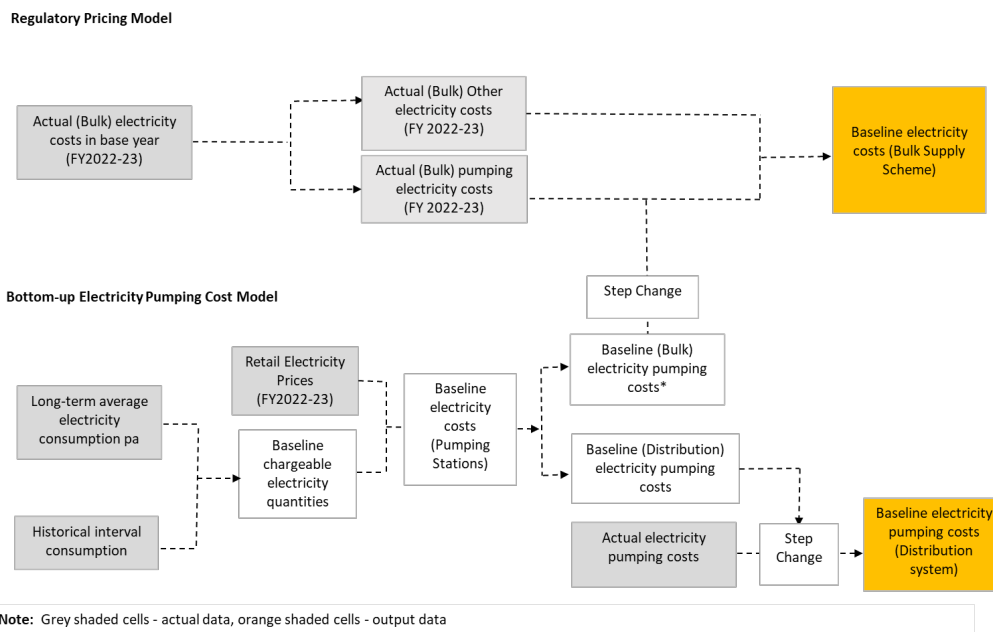 Regulatory Pricing Model
Actual (Bulk) electricity
costs in base year
(FY2022-23)
Actual (Bulk) Other
electricity costs
(FY 2022-23)
Actual (Bulk) pumping
electricity costs
(FY 2022-23)
Baseline electricity
costs (Bulk Supply
Scheme)
Step Change
Bottom-up Electricity Pumping Cost Model
Long-term average
electricity
consumption pa
Historical interval
consumption
Retail Electricity
Prices
(FY2022-23)
Baseline
chargeable
electricity
quantities
Baseline
electricity
costs
(Pumping
Stations)
Baseline (Bulk)
electricity pumping
costs*
Baseline (Distribution)
electricity pumping
costs
Actual electricity
pumping costs
Step
Change
Baseline electricity
pumping costs
(Distribution
system)
Note: Grey shaded cells - actual data, orange shaded cells - output data